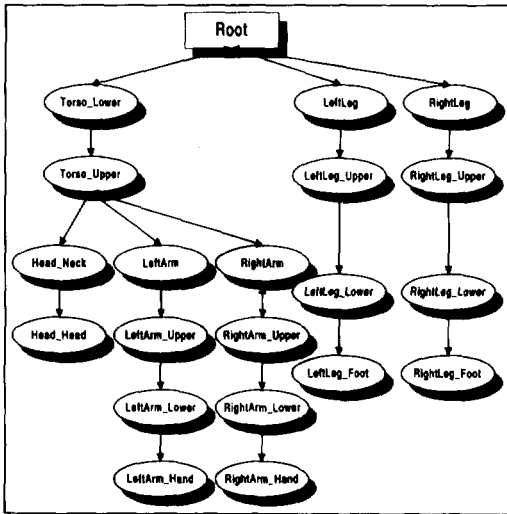 Root
Torso_Lower
LeftLeg
RightLeg
Torso_Upper
LeftLeg_Upper
RightLeg_Upper
Head_Neck
LeftArm
RightArm
LeftLeg_Lower
RightLeg_Lower
Head_Head
LeftArm_Upper
RightArm_Upper
LeftLeg_Foot
RightLeg_Foot
LeftArm_Lower
RightArm_Lower
LeftArm_Hand
RightArm_Hand